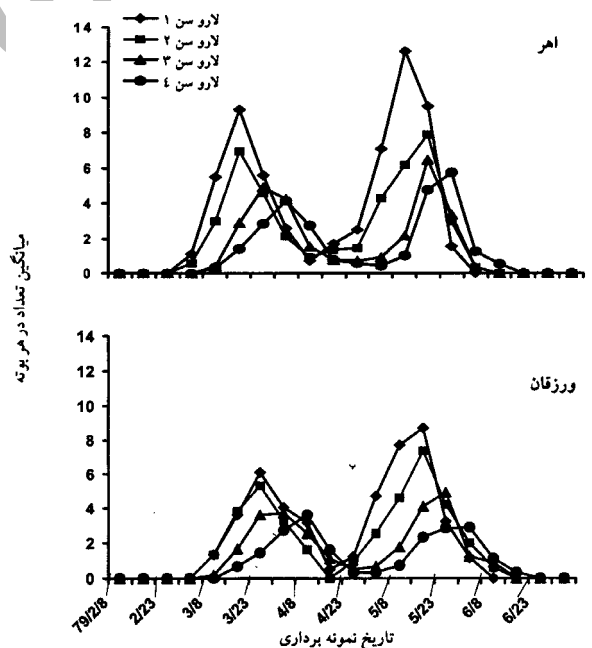 لارو سن ۱
لارو سن ۲
لارو سن ۳
لارو سن ٤
اهر
14
12
10
8
6
4
2
0
میانگین تعداد در هر بوته
ورزقان
14
12
10
8
6
4
2
0
79/2/8 2/23 3/8 3/23 4/8 4/23 5/8 5/23 6/8 6/23
تاریخ نمونه برداری